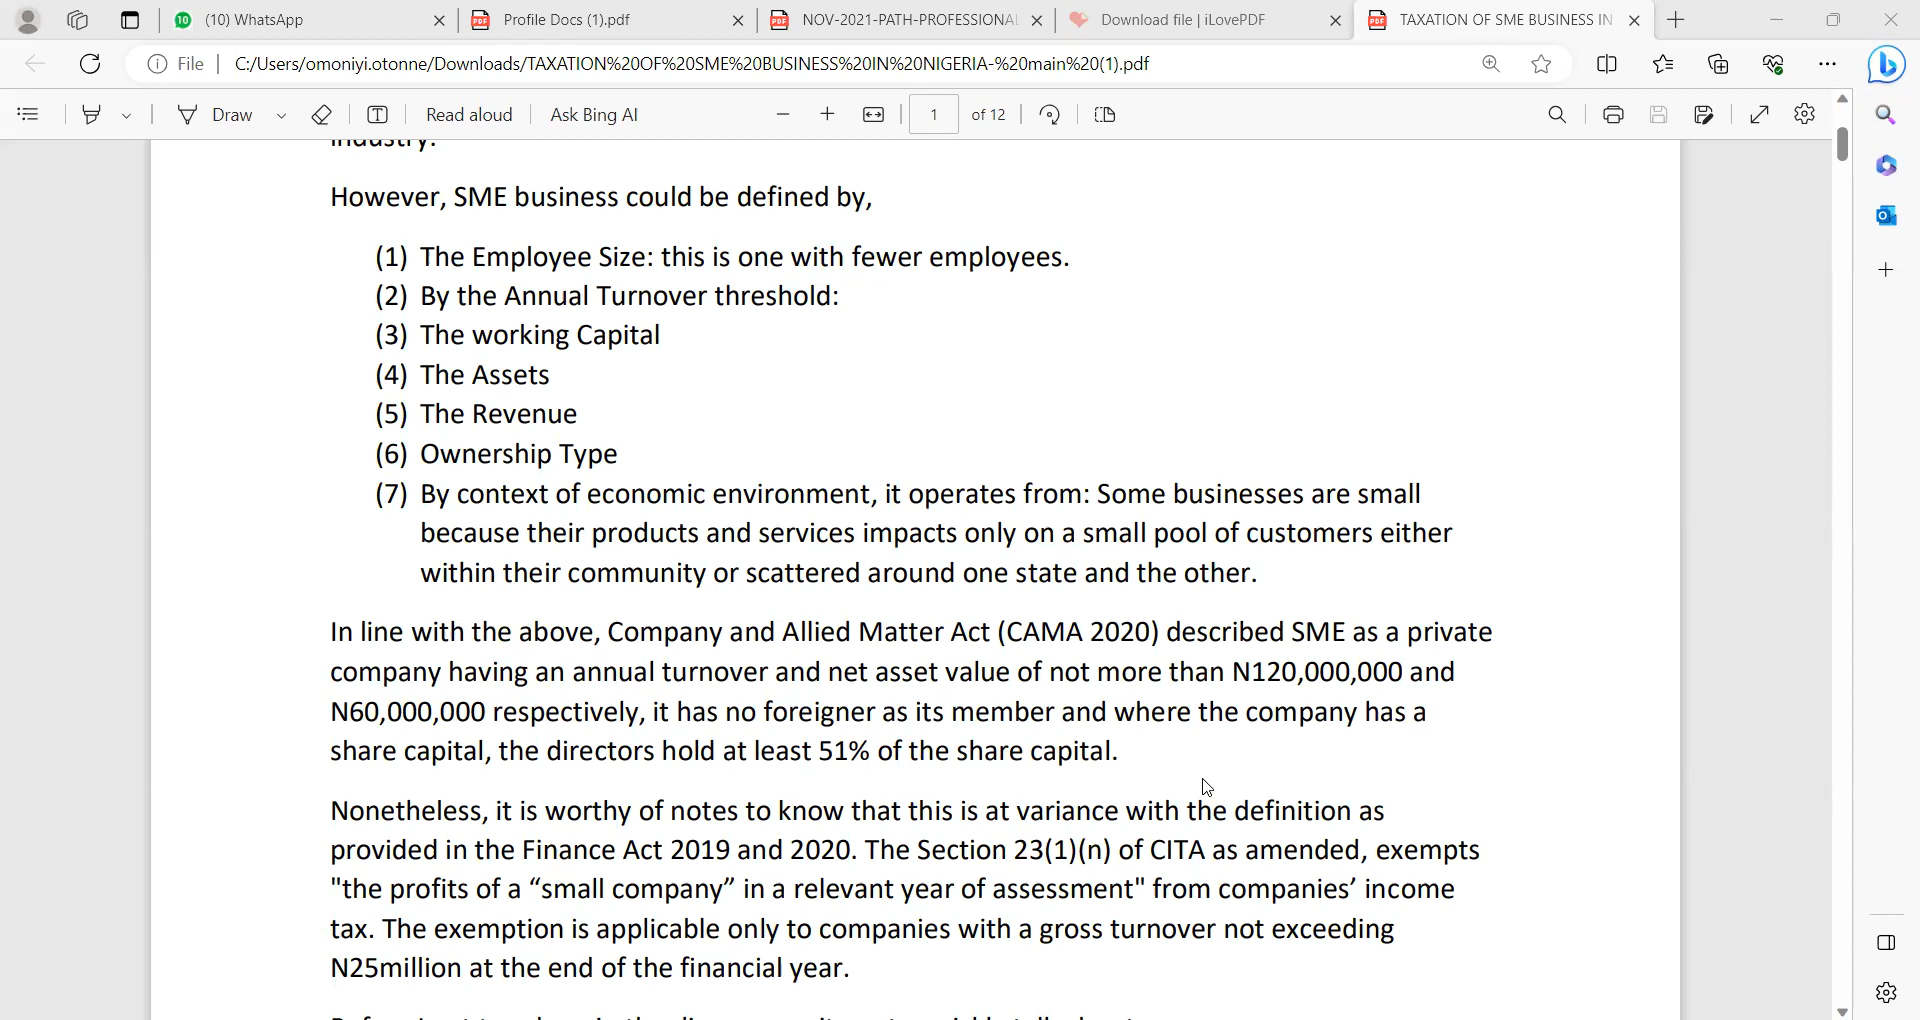 10 (10) WhatsApp
Profile Docs (1).pdf
NOV-2021-PATH-PROFESSIONAL
Download file | iLovePDF
TAXATION OF SME BUSINESS IN
File
C:/Users/omoniyi.otonne/Downloads/TAXATION%20OF%20SME%20BUSINESS%20IN%20NIGERIA-%20main%20(1).pdf
Draw
Read aloud
Ask Bing AI
1 of 12
industry.
However, SME business could be defined by,
(1) The Employee Size: this is one with fewer employees.
(2) By the Annual Turnover threshold:
(3) The working Capital
(4) The Assets
(5) The Revenue
(6) Ownership Type
(7) By context of economic environment, it operates from: Some businesses are small
because their products and services impacts only on a small pool of customers either
within their community or scattered around one state and the other.
In line with the above, Company and Allied Matter Act (CAMA 2020) described SME as a private
company having an annual turnover and net asset value of not more than N120,000,000 and
N60,000,000 respectively, it has no foreigner as its member and where the company has a
share capital, the directors hold at least 51% of the share capital.
Nonetheless, it is worthy of notes to know that this is at variance with the definition as
provided in the Finance Act 2019 and 2020. The Section 23(1)(n) of CITA as amended, exempts
"the profits of a “small company” in a relevant year of assessment" from companies’ income
tax. The exemption is applicable only to companies with a gross turnover not exceeding
N25million at the end of the financial year.